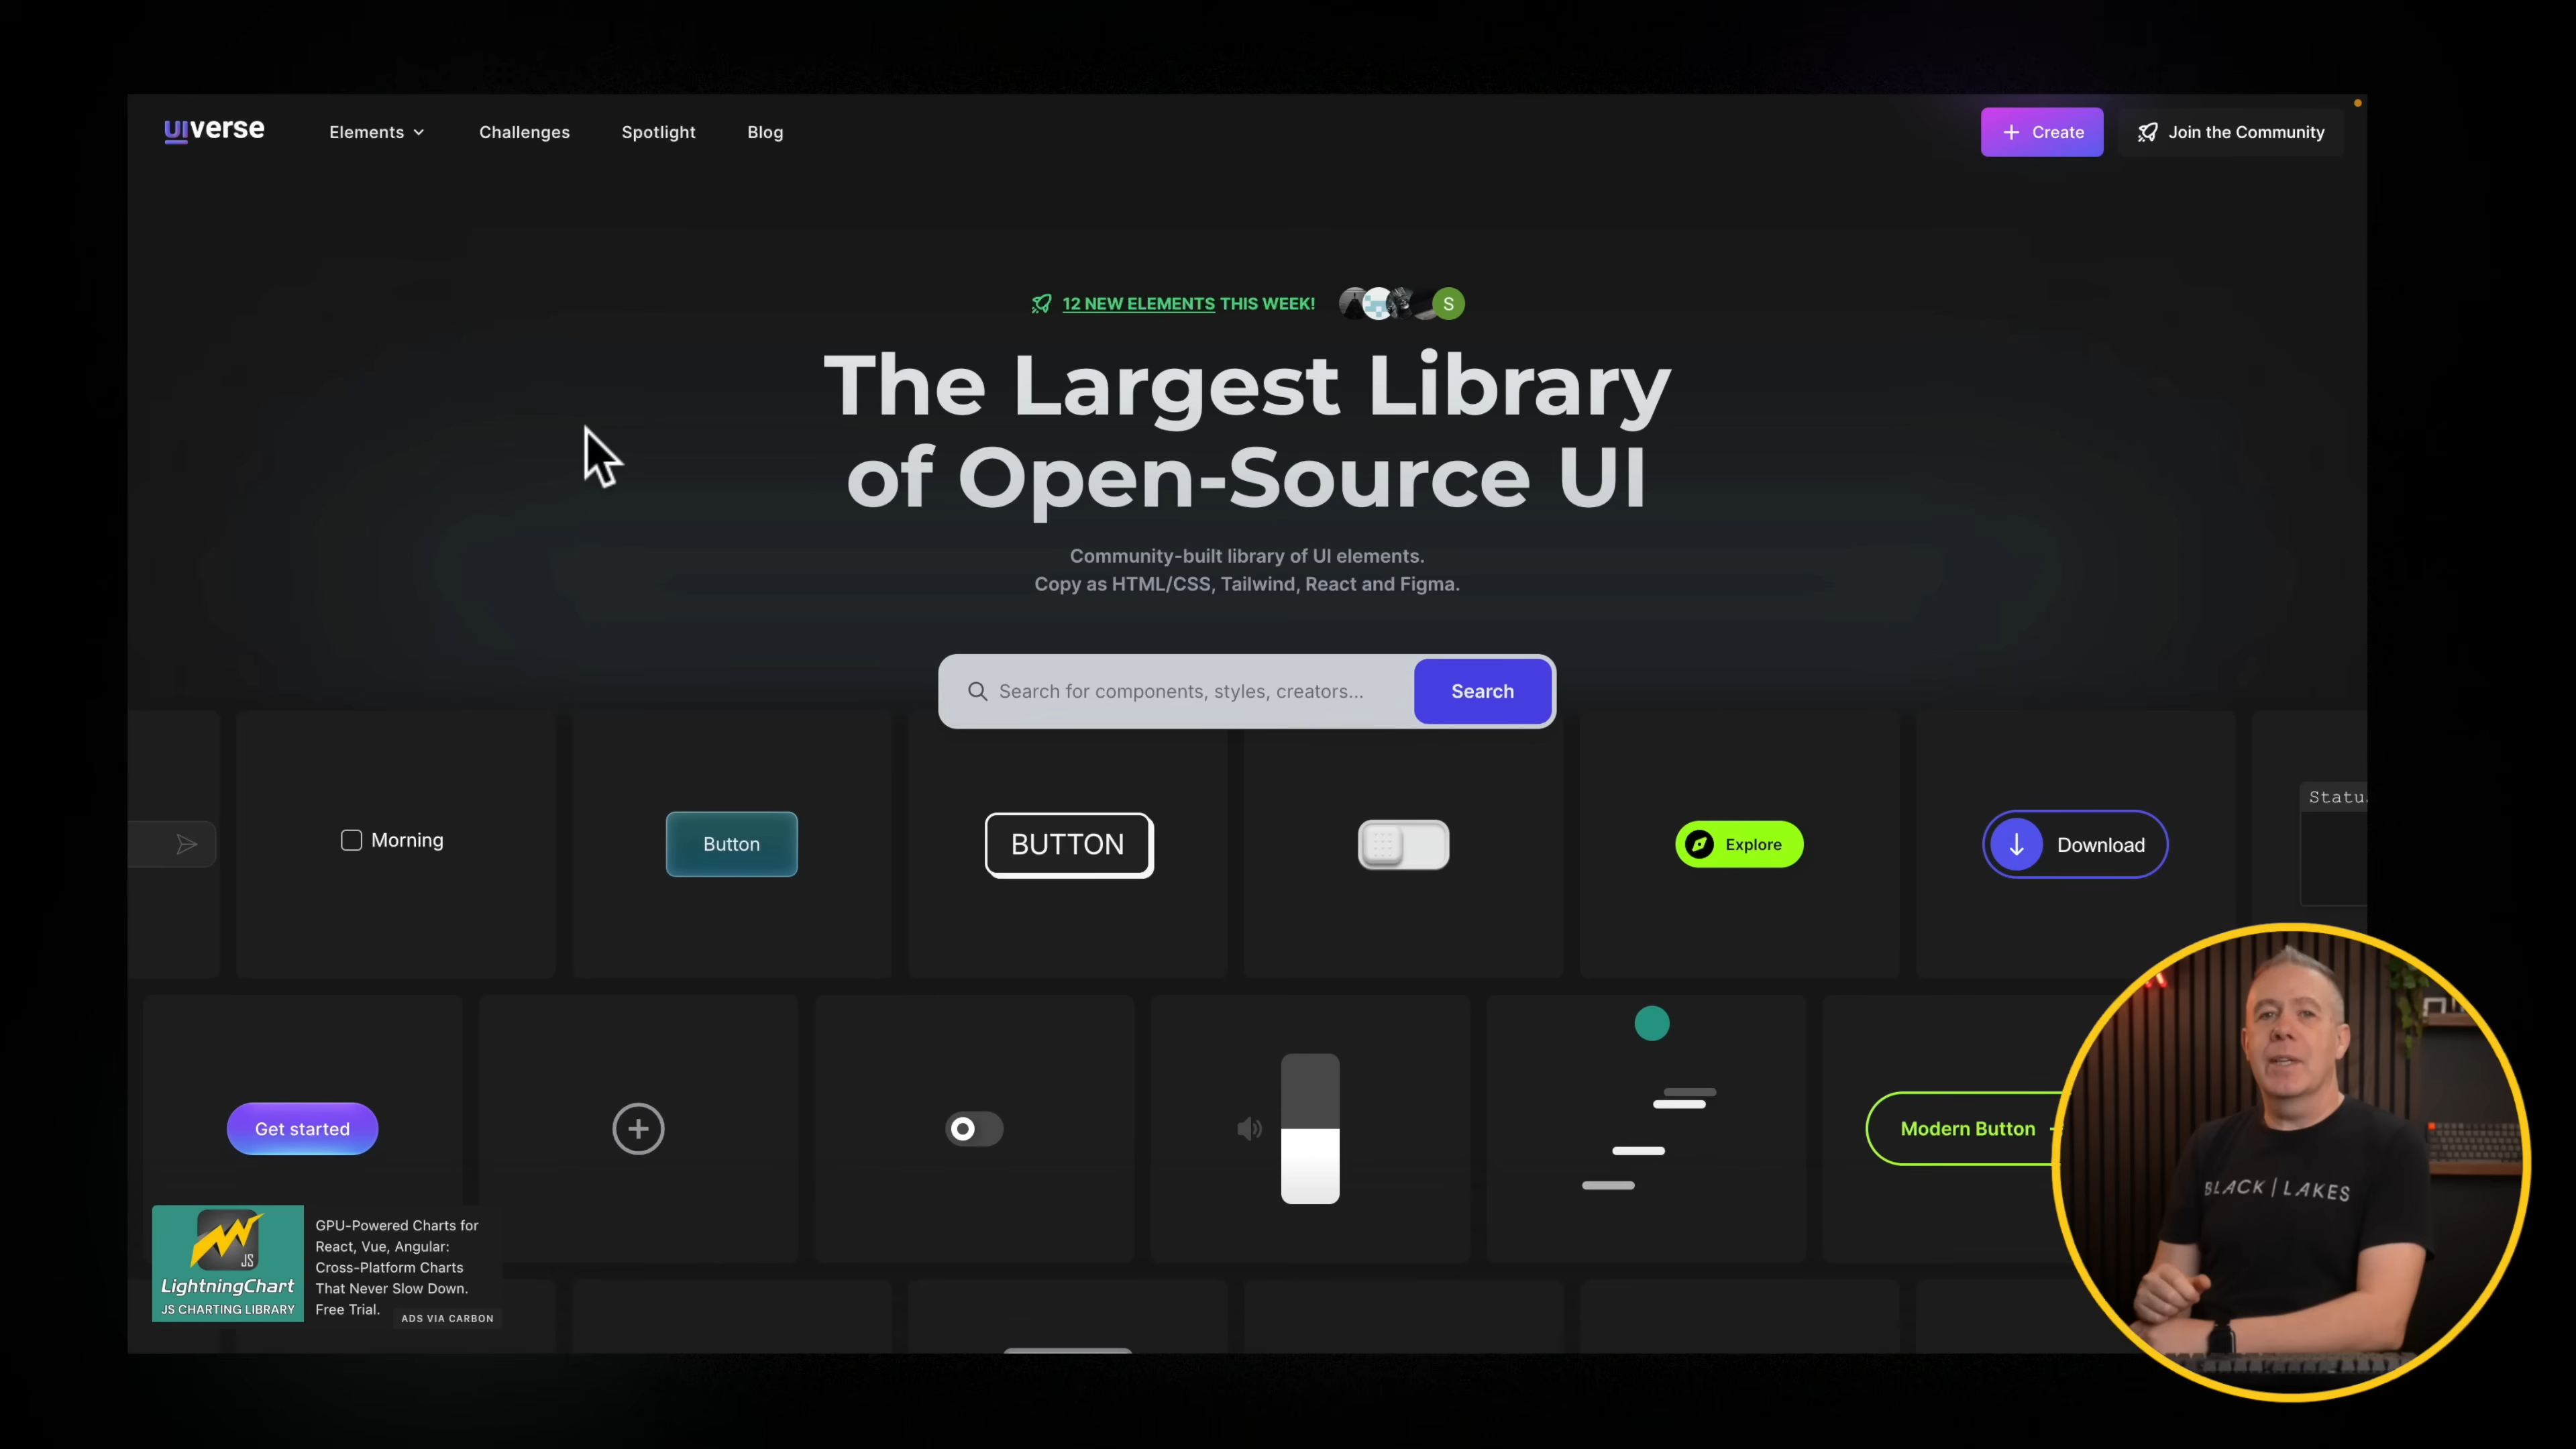 uiverse
Elements
Challenges
Spotlight
Blog
Create
Join the Community
12 NEW ELEMENTS THIS WEEK!
S
The Largest Library
of Open-Source UI
Community-built library of UI elements.
Copy as HTML/CSS, Tailwind, React and Figma.
Search for components, styles, creators...
Search
Morning
Button
BUTTON
Explore
Download
Get started
Modern Button
BLACK | LAKES
JS
LightningChart
JS CHARTING LIBRARY
GPU-Powered Charts for
React, Vue, Angular:
Cross-Platform Charts
That Never Slow Down.
Free Trial.
ADS VIA CARBON